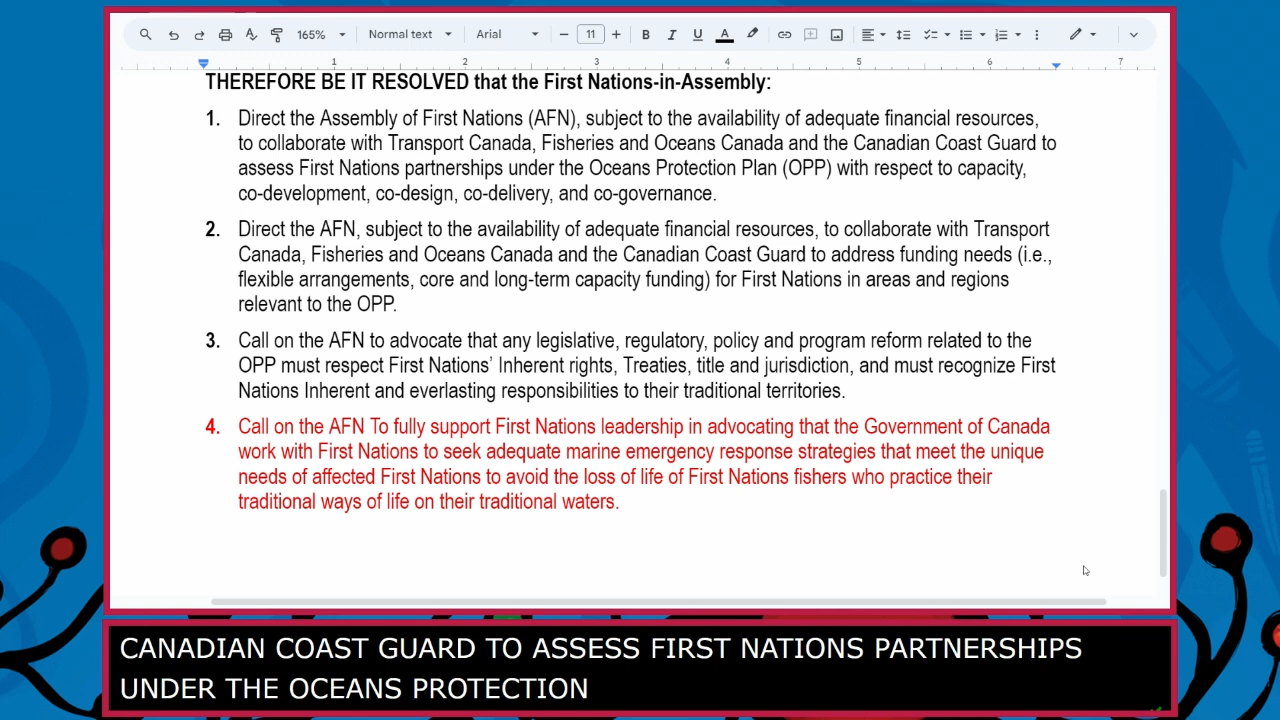 165% Normal text Arial 11 B I U A
1 2 3 4 5 6 7
THEREFORE BE IT RESOLVED that the First Nations-in-Assembly:
1. Direct the Assembly of First Nations (AFN), subject to the availability of adequate financial resources,
to collaborate with Transport Canada, Fisheries and Oceans Canada and the Canadian Coast Guard to
assess First Nations partnerships under the Oceans Protection Plan (OPP) with respect to capacity,
co-development, co-design, co-delivery, and co-governance.
2. Direct the AFN, subject to the availability of adequate financial resources, to collaborate with Transport
Canada, Fisheries and Oceans Canada and the Canadian Coast Guard to address funding needs (i.e.,
flexible arrangements, core and long-term capacity funding) for First Nations in areas and regions
relevant to the OPP.
3. Call on the AFN to advocate that any legislative, regulatory, policy and program reform related to the
OPP must respect First Nations’ Inherent rights, Treaties, title and jurisdiction, and must recognize First
Nations Inherent and everlasting responsibilities to their traditional territories.
4. Call on the AFN To fully support First Nations leadership in advocating that the Government of Canada
work with First Nations to seek adequate marine emergency response strategies that meet the unique
needs of affected First Nations to avoid the loss of life of First Nations fishers who practice their
traditional ways of life on their traditional waters.
CANADIAN COAST GUARD TO ASSESS FIRST NATIONS PARTNERSHIPS
UNDER THE OCEANS PROTECTION